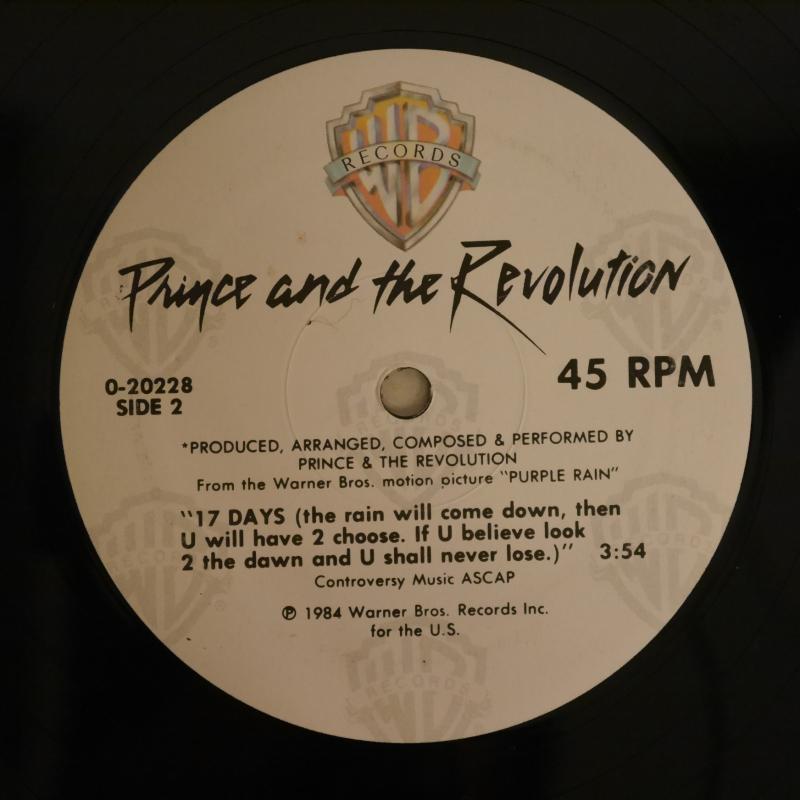 RECORDS
Prince and the Revolution
0-20228
SIDE 2
45 RPM
*PRODUCED, ARRANGED, COMPOSED & PERFORMED BY
PRINCE & THE REVOLUTION
From the Warner Bros. motion picture "PURPLE RAIN"
"17 DAYS (the rain will come down, then
U will have 2 choose. If U believe look
2 the dawn and U shall never lose.)" 3:54
Controversy Music ASCAP
℗ 1984 Warner Bros. Records Inc.
for the U.S.